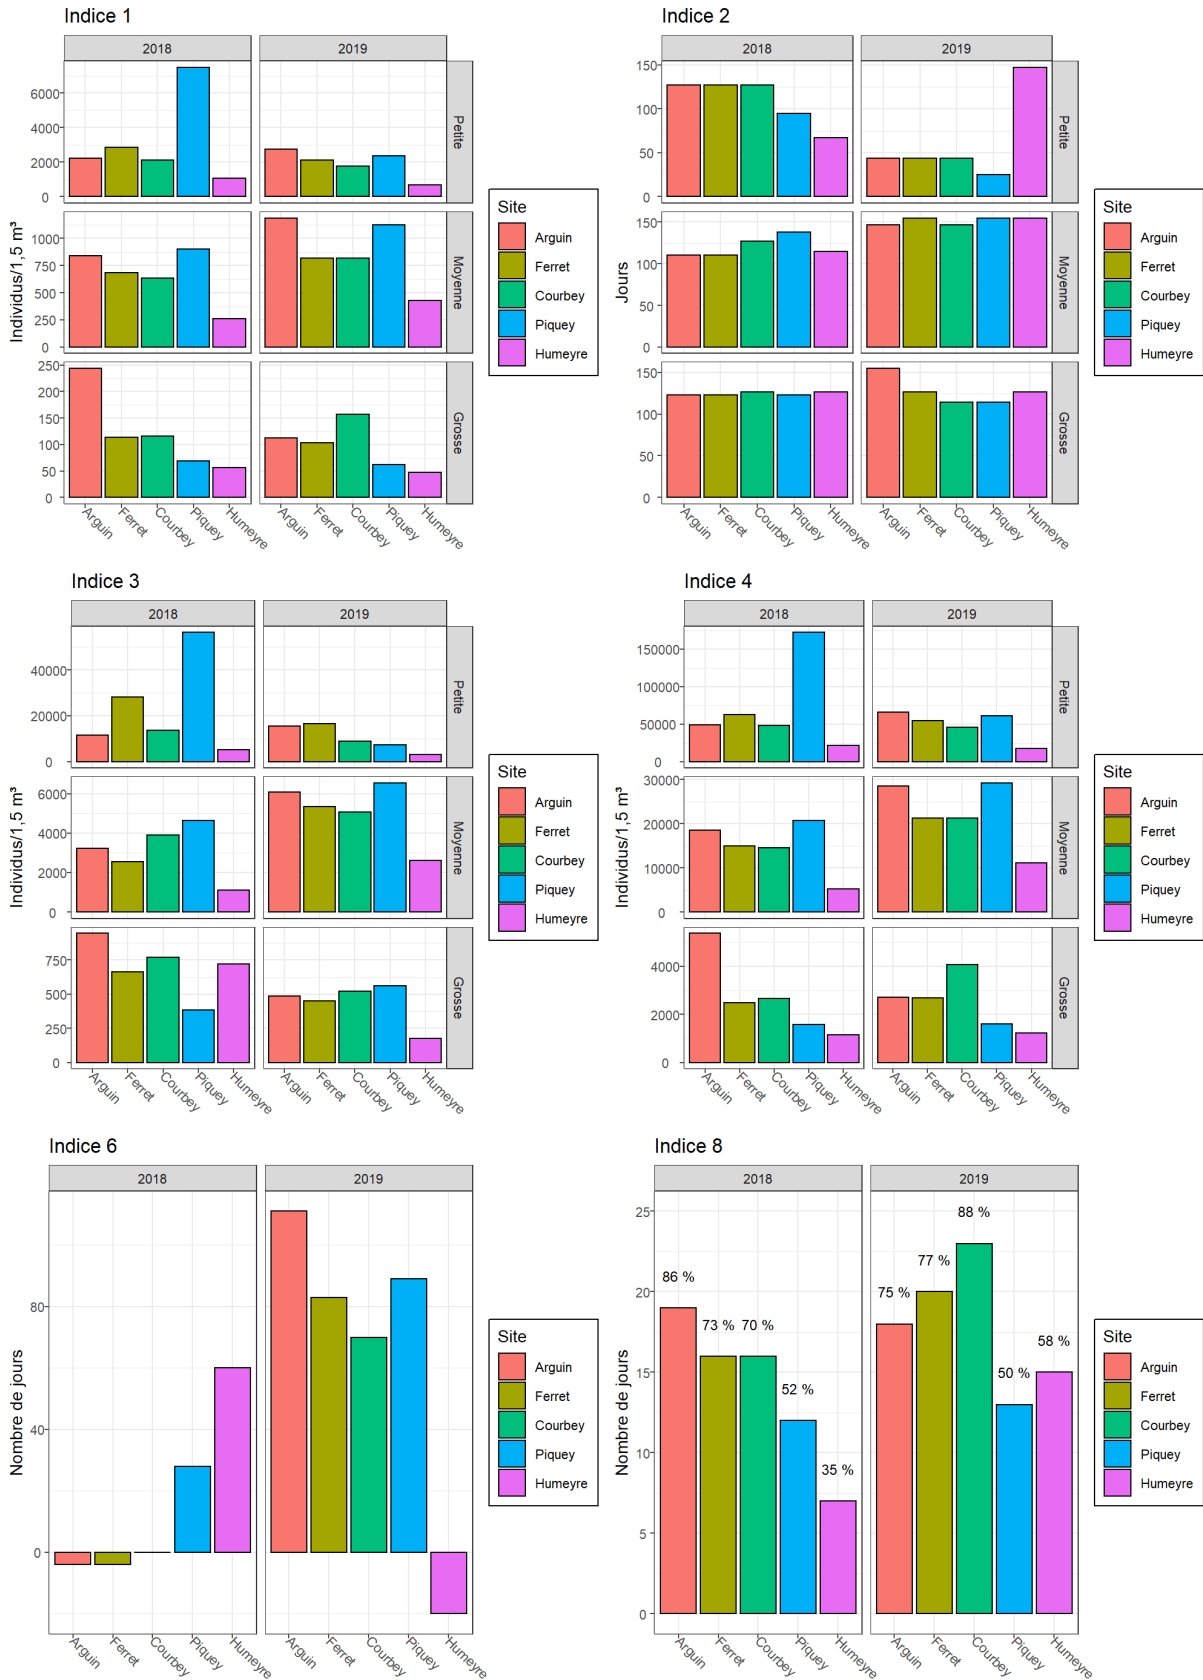 Indice 1
2018
2019
Individus/1,5 m³
6000
4000
2000
0
Petite
1000
750
500
250
0
Moyenne
250
200
150
100
50
0
Grosse
Arguin
Ferret
Courbey
Piquey
Humeyre
Arguin
Ferret
Courbey
Piquey
Humeyre
Site
Arguin
Ferret
Courbey
Piquey
Humeyre
Indice 2
2018
2019
Jours
150
100
50
0
Petite
150
100
50
0
Moyenne
150
100
50
0
Grosse
Arguin
Ferret
Courbey
Piquey
Humeyre
Arguin
Ferret
Courbey
Piquey
Humeyre
Site
Arguin
Ferret
Courbey
Piquey
Humeyre
Indice 3
2018
2019
Individus/1,5 m³
40000
20000
0
Petite
6000
4000
2000
0
Moyenne
750
500
250
0
Grosse
Arguin
Ferret
Courbey
Piquey
Humeyre
Arguin
Ferret
Courbey
Piquey
Humeyre
Site
Arguin
Ferret
Courbey
Piquey
Humeyre
Indice 4
2018
2019
Individus/1,5 m³
150000
100000
50000
0
Petite
30000
20000
10000
0
Moyenne
4000
2000
0
Grosse
Arguin
Ferret
Courbey
Piquey
Humeyre
Arguin
Ferret
Courbey
Piquey
Humeyre
Site
Arguin
Ferret
Courbey
Piquey
Humeyre
Indice 6
2018
2019
Nombre de jours
80
40
0
Arguin
Ferret
Courbey
Piquey
Humeyre
Arguin
Ferret
Courbey
Piquey
Humeyre
Site
Arguin
Ferret
Courbey
Piquey
Humeyre
Indice 8
2018
2019
Nombre de jours
25
20
15
10
5
0
86 %
73 %
70 %
52 %
35 %
75 %
77 %
88 %
50 %
58 %
Arguin
Ferret
Courbey
Piquey
Humeyre
Arguin
Ferret
Courbey
Piquey
Humeyre
Site
Arguin
Ferret
Courbey
Piquey
Humeyre